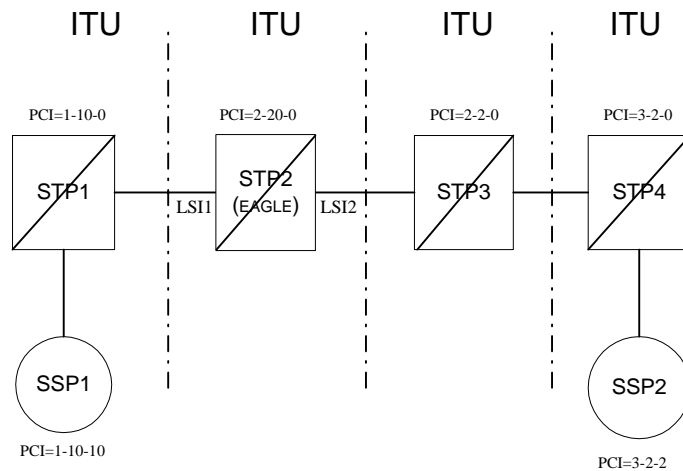 ITU ITU ITU ITU
PCI=1-10-0 PCI=2-20-0 PCI=2-2-0 PCI=3-2-0
STP1 STP2 STP3 STP4
(EAGLE)
LSI1 LSI2
SSP1 SSP2
PCI=1-10-10 PCI=3-2-2